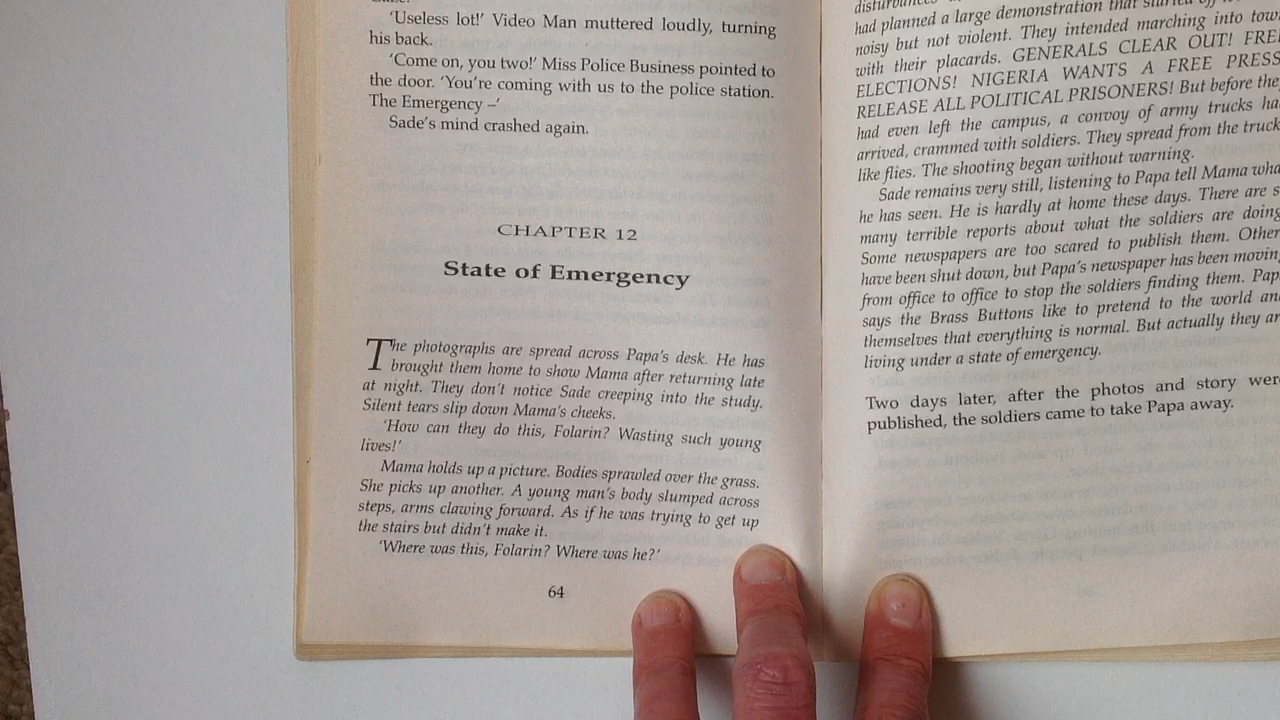 'Useless lot!' Video Man muttered loudly, turning
his back.
'Come on, you two!' Miss Police Business pointed to
the door. 'You're coming with us to the police station.
The Emergency –'
Sade's mind crashed again.
CHAPTER 12
State of Emergency
The photographs are spread across Papa's desk. He has
brought them home to show Mama after returning late
at night. They don't notice Sade creeping into the study.
Silent tears slip down Mama's cheeks.
'How can they do this, Folarin? Wasting such young
lives!'
Mama holds up a picture. Bodies sprawled over the grass.
She picks up another. A young man's body slumped across
steps, arms clawing forward. As if he was trying to get up
the stairs but didn't make it.
'Where was this, Folarin? Where was he?'
64
had planned a large demonstration that started off
noisy but not violent. They intended marching into
with their placards. GENERALS CLEAR OUT!
ELECTIONS! NIGERIA WANTS A FREE PRESS
RELEASE ALL POLITICAL PRISONERS! But before
had even left the campus, a convoy of army trucks
arrived, crammed with soldiers. They spread from the
like flies. The shooting began without warning.
Sade remains very still, listening to Papa tell Mama
he has seen. He is hardly at home these days. There are
many terrible reports about what the soldiers are doing
Some newspapers are too scared to publish them.
have been shut down, but Papa's newspaper has been
from office to office to stop the soldiers finding them.
says the Brass Buttons like to pretend to the world
themselves that everything is normal. But actually they
living under a state of emergency.
Two days later, after the photos and story
published, the soldiers came to take Papa away.